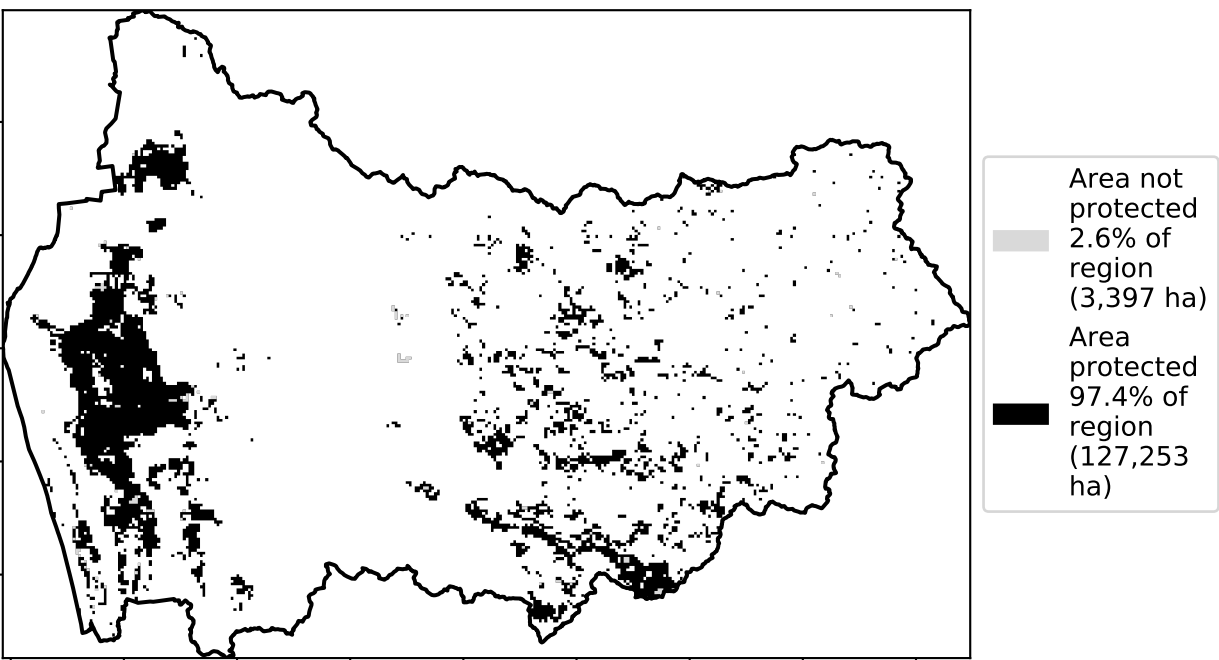 Area not
protected
2.6% of
region
(3,397 ha)
Area
protected
97.4% of
region
(127,253
ha)